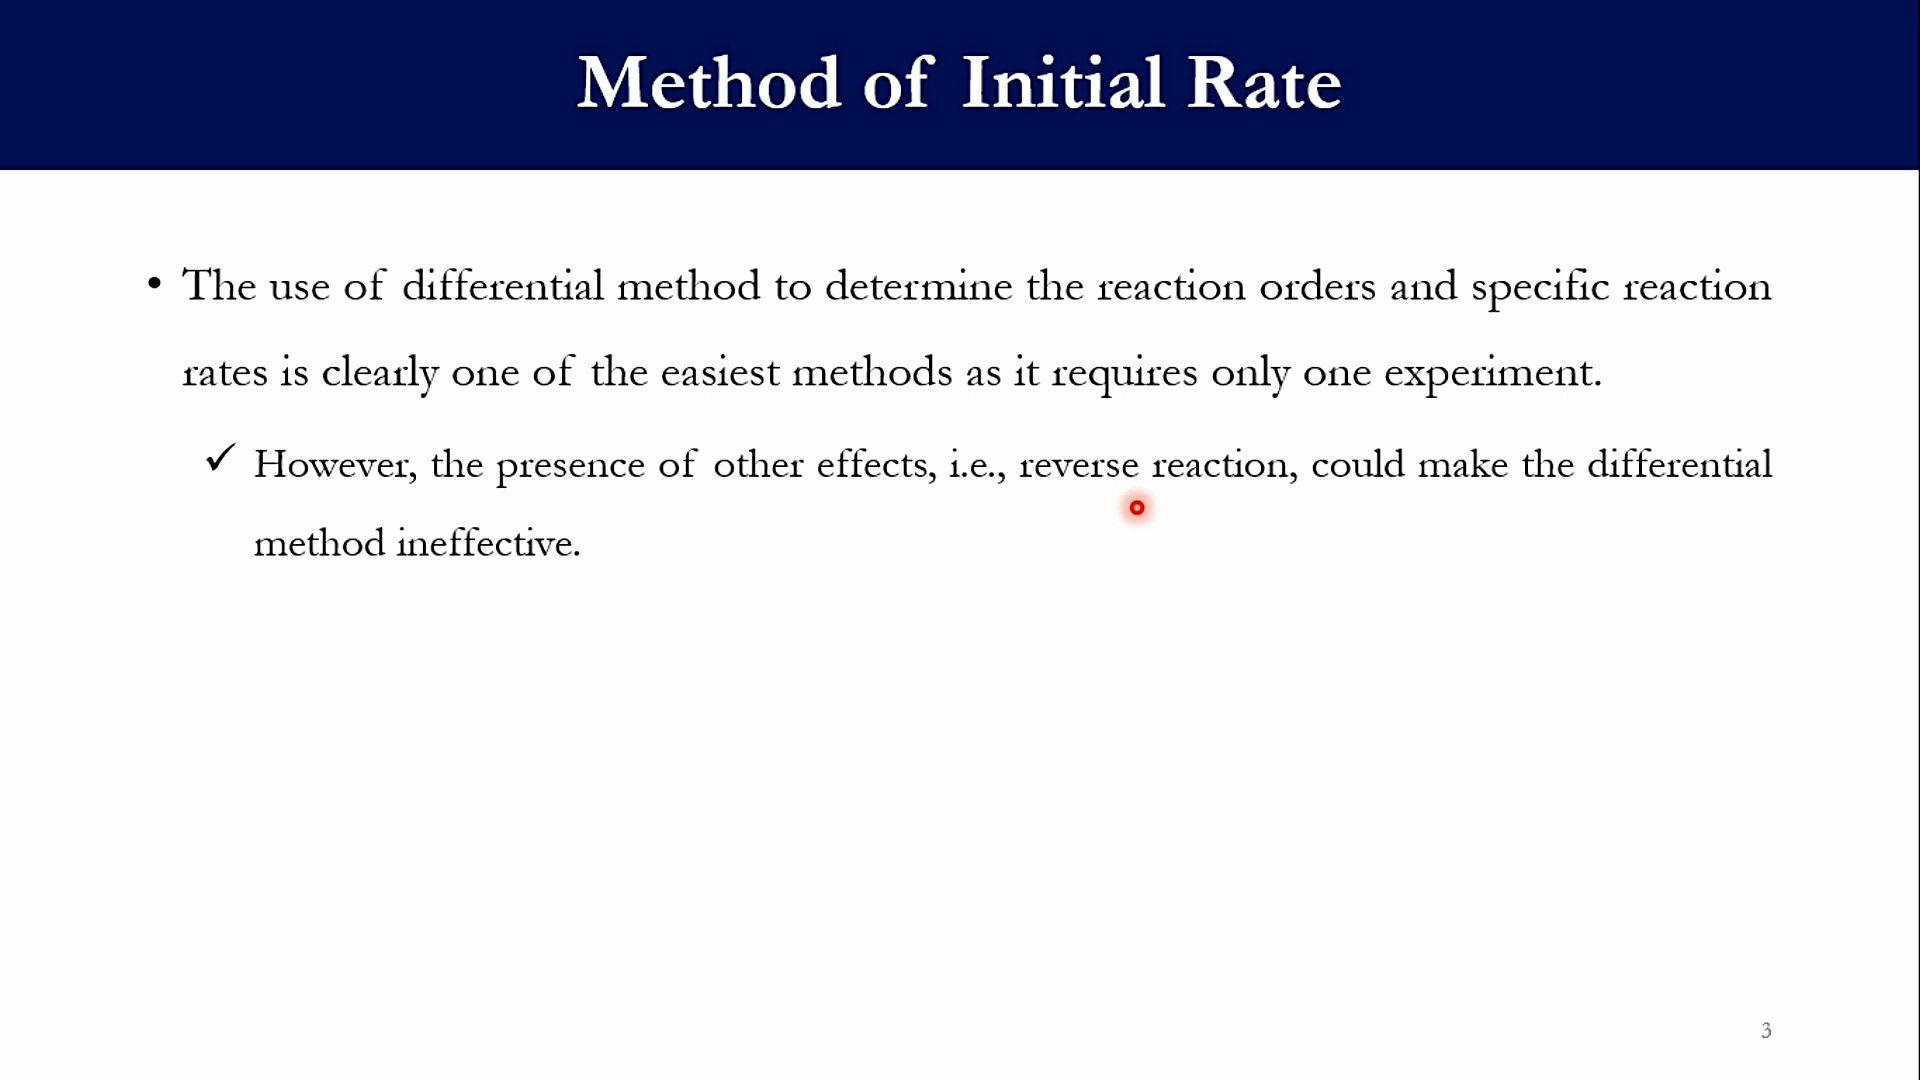 Method of Initial Rate
• The use of differential method to determine the reaction orders and specific reaction
rates is clearly one of the easiest methods as it requires only one experiment.
✓ However, the presence of other effects, i.e., reverse reaction, could make the differential
method ineffective.
3